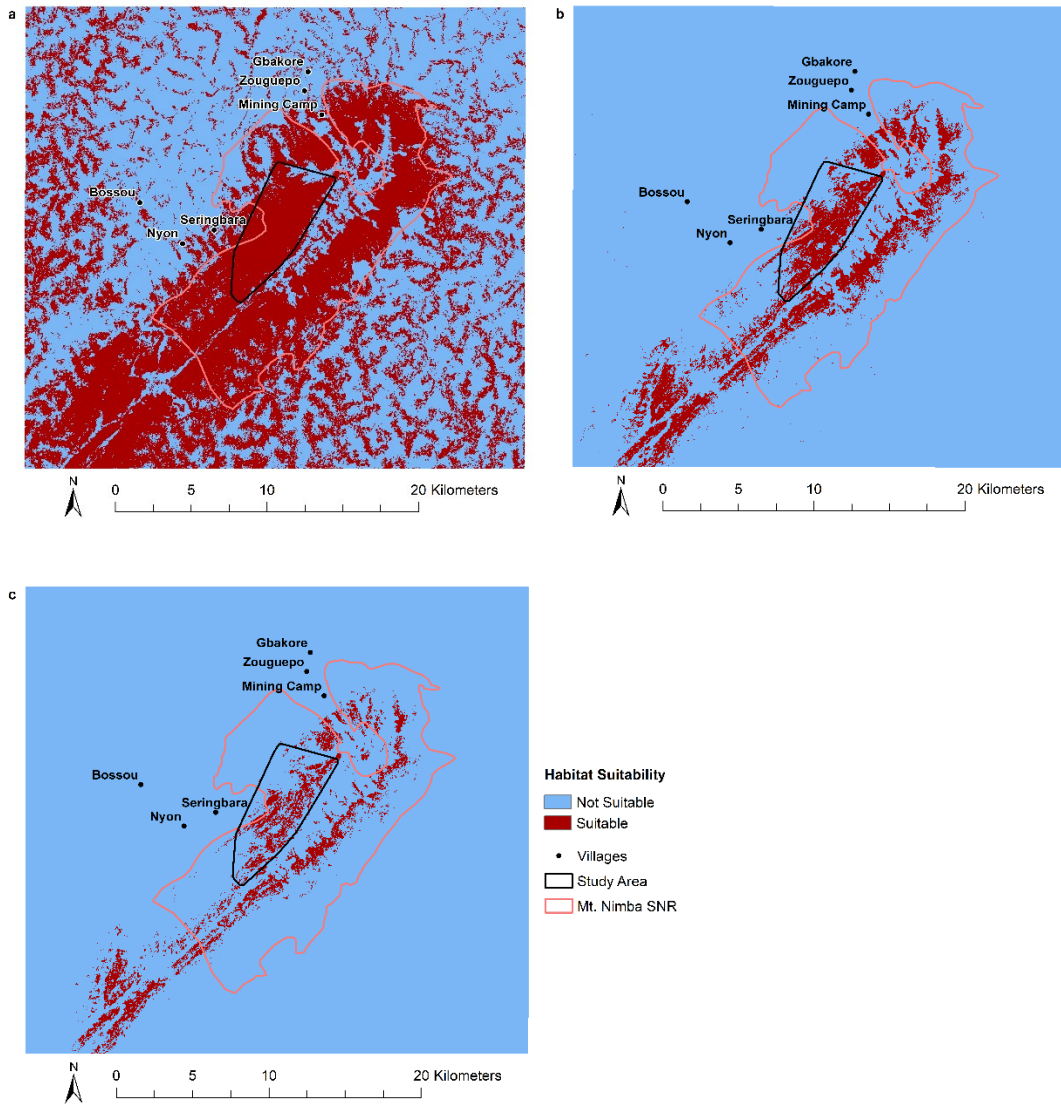 a
Gbakore
Zouguepo
Mining Camp
Bossou
Seringbara
Nyon
N
0 5 10 20 Kilometers
b
Gbakore
Zouguepo
Mining Camp
Bossou
Seringbara
Nyon
N
0 5 10 20 Kilometers
c
Gbakore
Zouguepo
Mining Camp
Bossou
Seringbara
Nyon
N
0 5 10 20 Kilometers
Habitat Suitability
Not Suitable
Suitable
Villages
Study Area
Mt. Nimba SNR